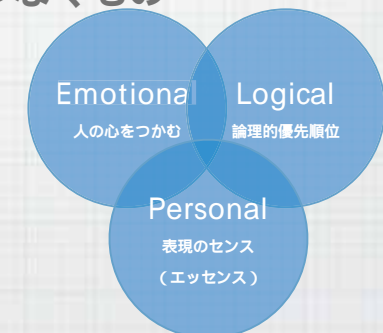 Emotional
人の心をつかむ
Logical
論理的優先順位
Personal
表現のセンス
（エッセンス）